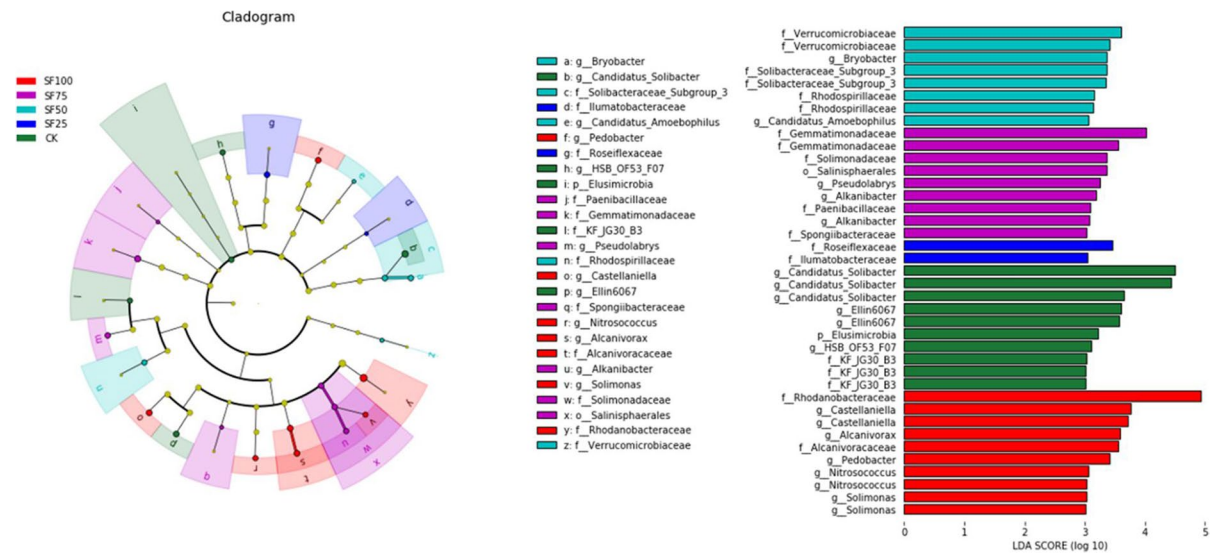 Cladogram
SF100
SF75
SF50
SF25
CK
i
h
g
f
e
d
c
b
a
j
k
l
m
n
o
p
q
r
s
t
u
v
w
x
y
z
a: g__Bryobacter
b: g__Candidatus_Solibacter
c: f__Solibacteraceae_Subgroup_3
d: f__Ilumatobacteraceae
e: g__Candidatus_Amoebophilus
f: g__Pedobacter
g: f__Roseiflexaceae
h: g__HSB_OF53_F07
i: p__Elusimicrobia
j: f__Paenibacillaceae
k: f__Gemmatimonadaceae
l: f__KF_JG30_B3
m: g__Pseudolabrys
n: f__Rhodospirillaceae
o: g__Castellaniella
p: g__Ellin6067
q: f__Spongiibacteraceae
r: g__Nitrosococcus
s: g__Alcanivorax
t: f__Alcanivoracaceae
u: g__Alkanibacter
v: g__Solimonas
w: f__Solimonadaceae
x: o__Salinisphaerales
y: f__Rhodanobacteraceae
z: f__Verrucomicrobiaceae
f__Verrucomicrobiaceae
f__Verrucomicrobiaceae
g__Bryobacter
f__Solibacteraceae_Subgroup_3
f__Solibacteraceae_Subgroup_3
f__Rhodospirillaceae
f__Rhodospirillaceae
g__Candidatus_Amoebophilus
f__Gemmatimonadaceae
f__Gemmatimonadaceae
f__Solimonadaceae
o__Salinisphaerales
g__Pseudolabrys
g__Alkanibacter
f__Paenibacillaceae
g__Alkanibacter
f__Spongiibacteraceae
f__Roseiflexaceae
f__Ilumatobacteraceae
g__Candidatus_Solibacter
g__Candidatus_Solibacter
g__Candidatus_Solibacter
g__Ellin6067
g__Ellin6067
p__Elusimicrobia
g__HSB_OF53_F07
f__KF_JG30_B3
f__KF_JG30_B3
f__KF_JG30_B3
f__Rhodanobacteraceae
g__Castellaniella
g__Castellaniella
g__Alcanivorax
f__Alcanivoracaceae
g__Pedobacter
g__Nitrosococcus
g__Nitrosococcus
g__Solimonas
g__Solimonas
0 1 2 3 4 5
LDA SCORE (log 10)